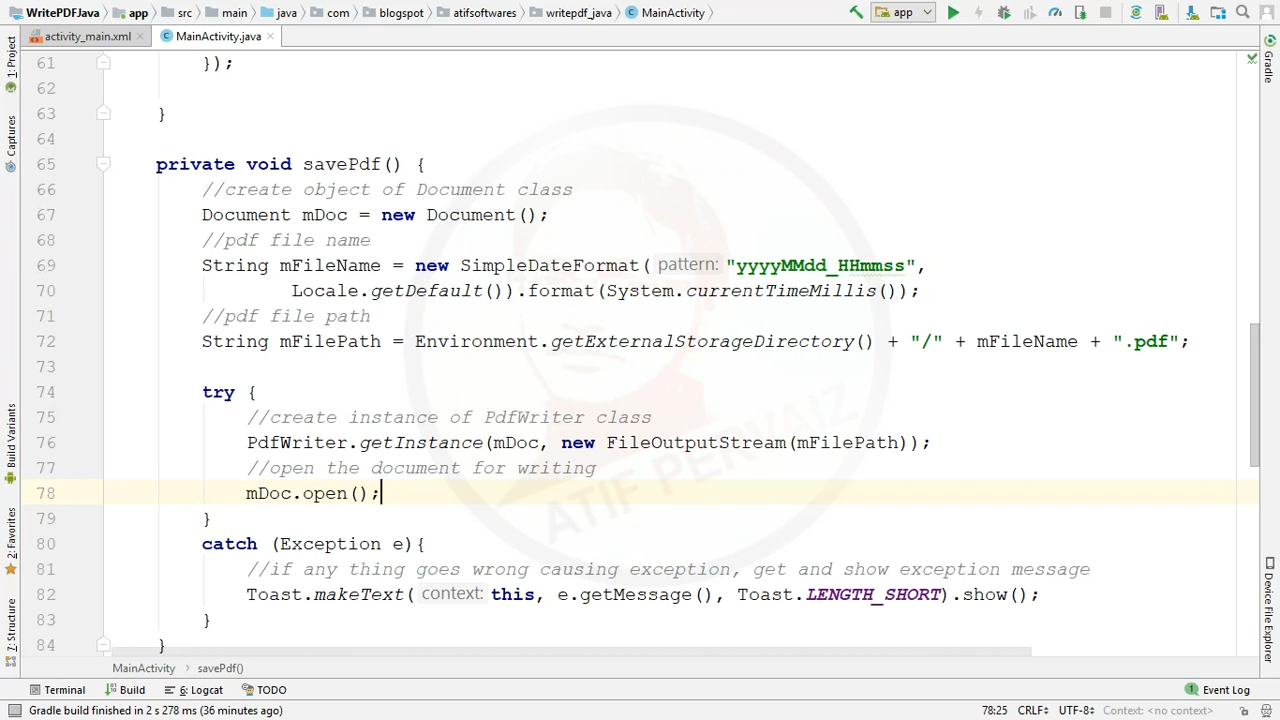 WritePDFJava app src main java com blogspot atifsoftwares writepdf_java MainActivity app
activity_main.xml MainActivity.java
1: Project
Captures
Build Variants
2: Favorites
7: Structure
Gradle
Device File Explorer
61 });
62
63 }
64
65 private void savePdf() {
66 //create object of Document class
67 Document mDoc = new Document();
68 //pdf file name
69 String mFileName = new SimpleDateFormat( pattern: "yyyyMMdd_HHmmss",
70 Locale.getDefault()).format(System.currentTimeMillis());
71 //pdf file path
72 String mFilePath = Environment.getExternalStorageDirectory() + "/" + mFileName + ".pdf";
73
74 try {
75 //create instance of PdfWriter class
76 PdfWriter.getInstance(mDoc, new FileOutputStream(mFilePath));
77 //open the document for writing
78 mDoc.open();
79 }
80 catch (Exception e){
81 //if any thing goes wrong causing exception, get and show exception message
82 Toast.makeText( context: this, e.getMessage(), Toast.LENGTH_SHORT).show();
83 }
84 }
ATIF PERVAIZ
MainActivity › savePdf()
Terminal Build 6: Logcat TODO 1 Event Log
Gradle build finished in 2 s 278 ms (36 minutes ago) 78:25 CRLF UTF-8 Context: <no context>